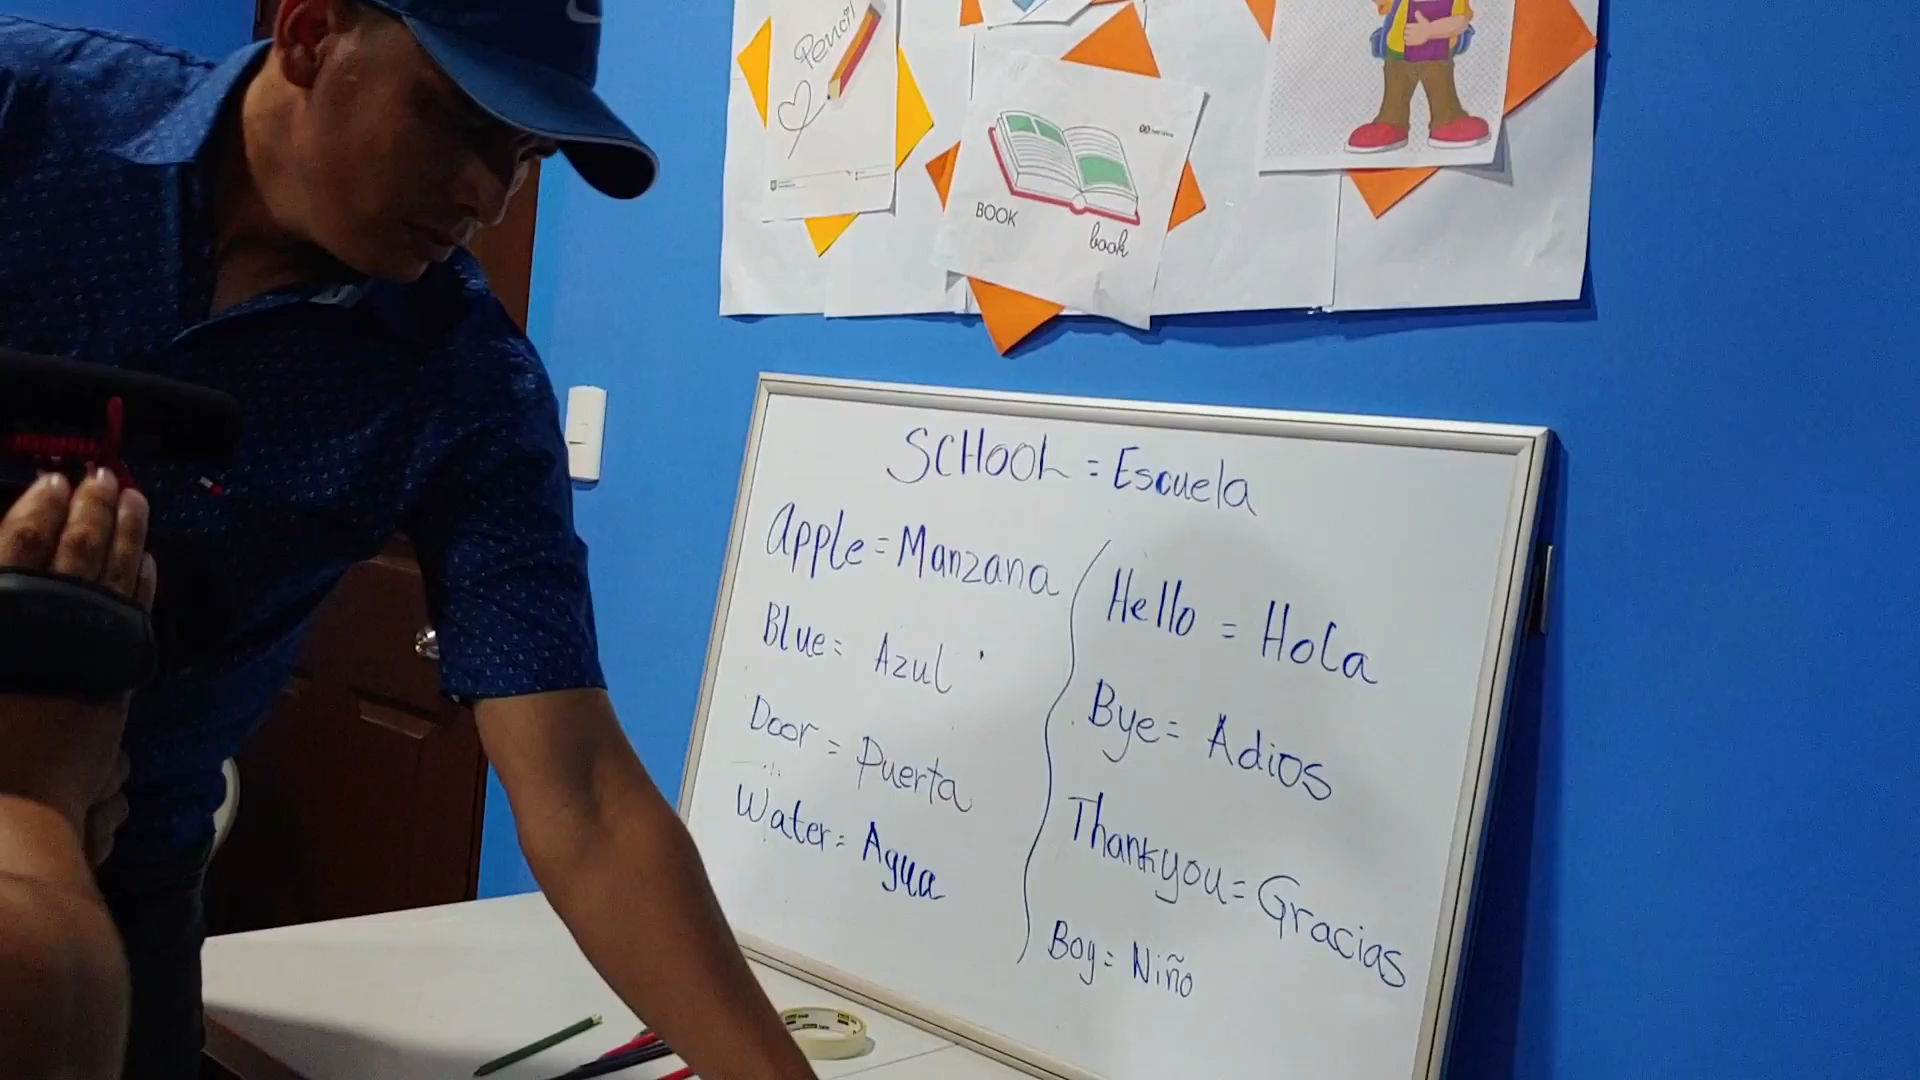 Pencil
BOOK
book
SCHOOL = Escuela
Apple = Manzana
Blue = Azul
Door = Puerta
Water = Agua
Hello = Hola
Bye = Adios
Thankyou = Gracias
Boy = Niño